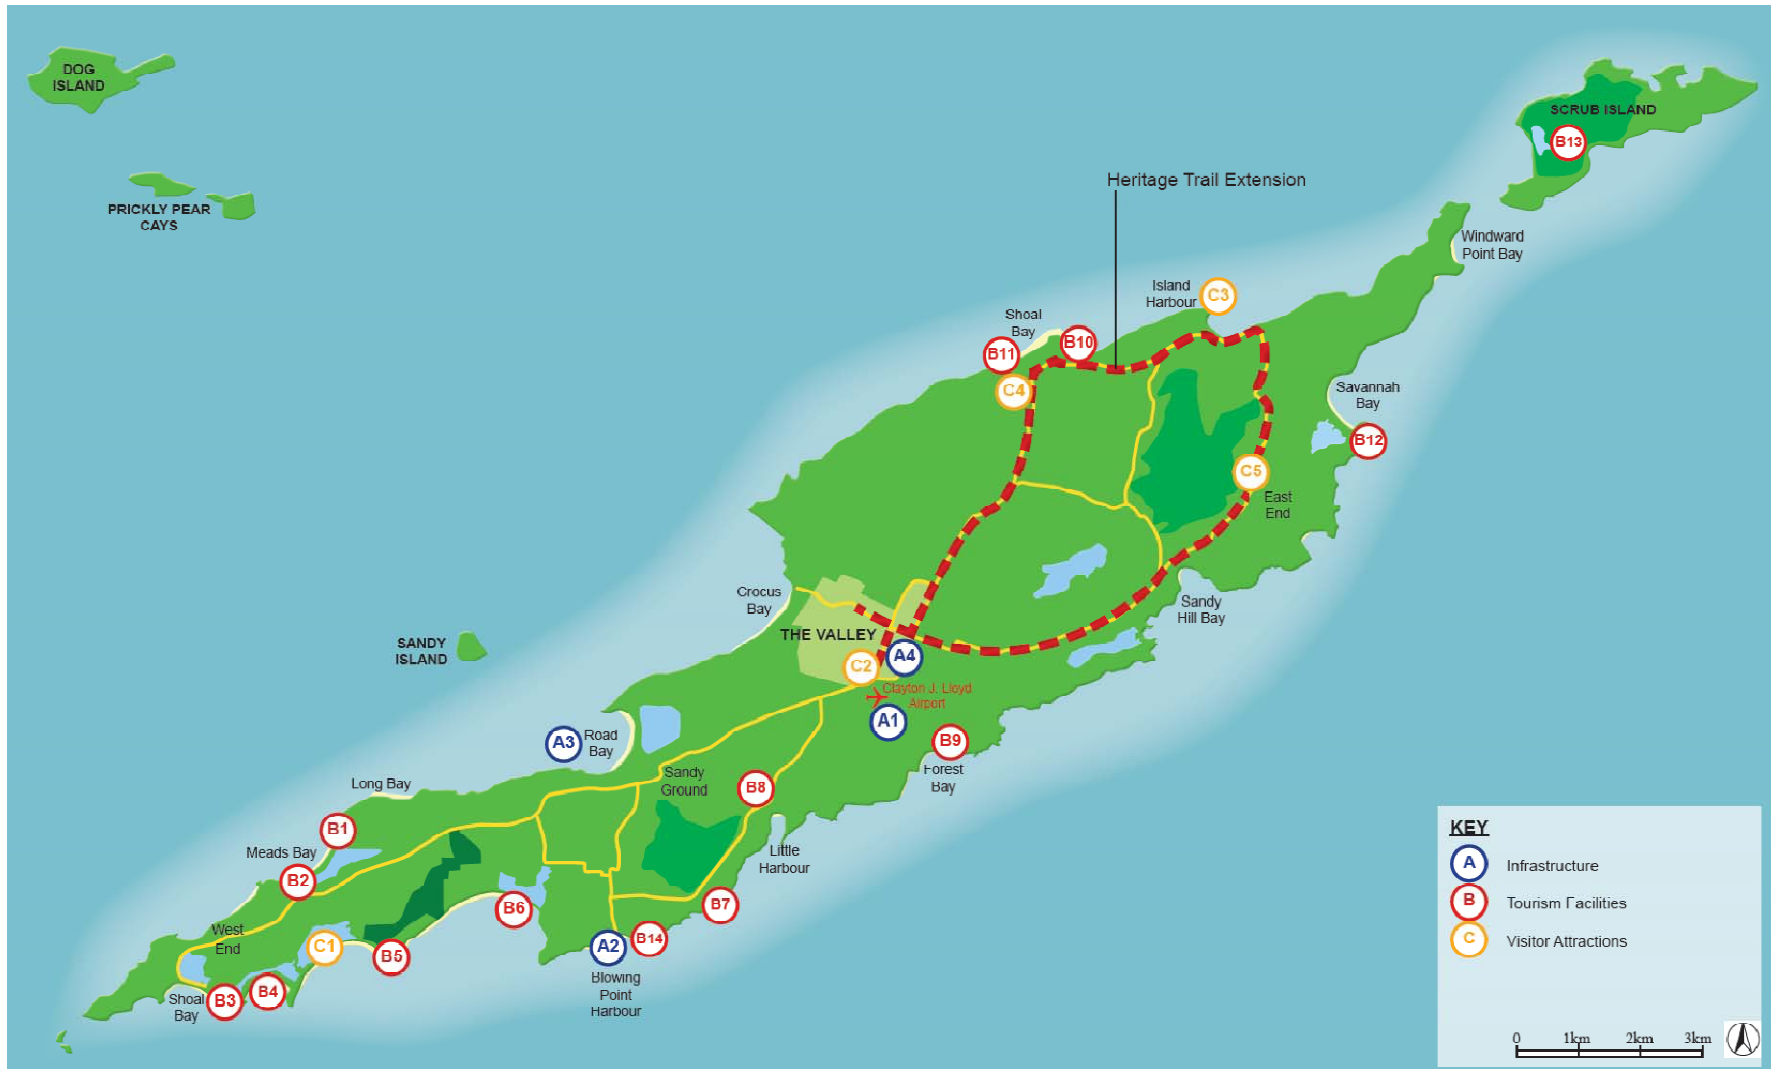 DOG
ISLAND
SCRUB ISLAND
B13
Heritage Trail Extension
PRICKLY PEAR
CAYS
Windward
Point Bay
Island
Harbour
C3
Shoal
Bay
B10
B11
C4
Savannah
Bay
B12
C5
East
End
Crocus
Bay
Sandy
Hill Bay
THE VALLEY
SANDY
ISLAND
A4
C2
Clayton J. Lloyd
Airport
A1
A3
Road
Bay
B9
Forest
Bay
Sandy
Ground
B8
Long Bay
B1
Meads Bay
B2
Little
Harbour
B6
B7
West
End
C1
B5
A2
B14
Blowing
Point
Harbour
Shoal
Bay
B3
B4
KEY
A Infrastructure
B Tourism Facilities
C Visitor Attractions
0 1km 2km 3km